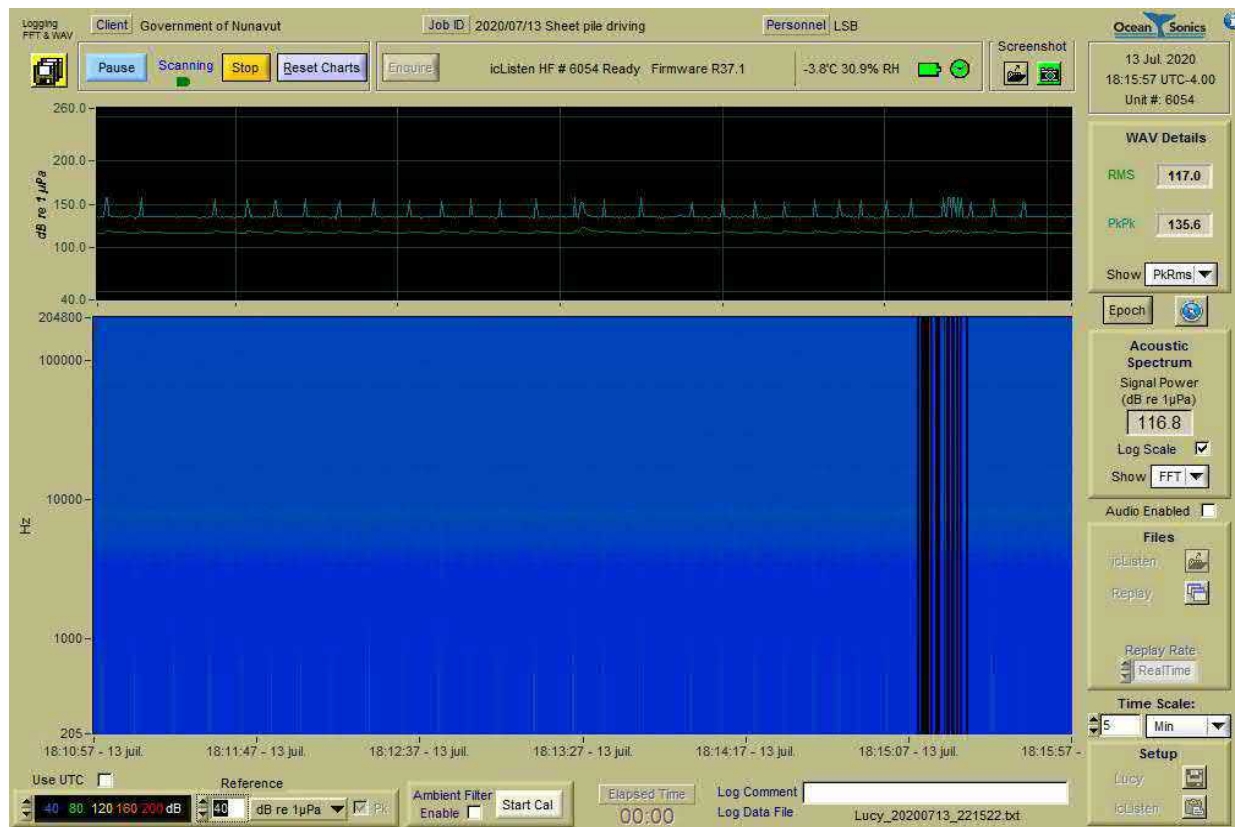 Logging
FFT & WAV
Client Government of Nunavut
Job ID 2020/07/13 Sheet pile driving
Personnel LSB
Ocean Sonics
Pause
Scanning
Stop
Reset Charts
Enquire
icListen HF # 6054 Ready Firmware R37.1
-3.8'C 30.9% RH
Screenshot
13 Jul. 2020
18:15:57 UTC-4.00
Unit #: 6054
260.0
200.0
150.0
100.0
40.0
dB re 1 µPa
WAV Details
RMS 117.0
PkPk 135.6
Show PkRms
Epoch
204800
100000
10000
1000
205
Hz
Acoustic
Spectrum
Signal Power
(dB re 1µPa)
116.8
Log Scale
Show FFT
Audio Enabled
Files
icListen
Replay
Replay Rate
RealTime
Time Scale:
5 Min
18:10:57 - 13 juil. 18:11:47 - 13 juil. 18:12:37 - 13 juil. 18:13:27 - 13 juil. 18:14:17 - 13 juil. 18:15:07 - 13 juil. 18:15:57 -
Setup
Lucy
icListen
Use UTC
40 80 120 160 200 dB
Reference
40 dB re 1µPa Pk
Ambient Filter
Enable
Start Cal
Elapsed Time
00:00
Log Comment
Log Data File Lucy_20200713_221522.txt